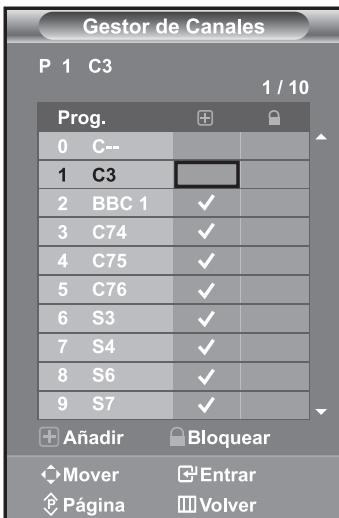 Gestor de Canales
P 1 C3
1 / 10
Prog.
0 C--
1 C3
2 BBC 1
3 C74
4 C75
5 C76
6 S3
7 S4
8 S6
9 S7
Añadir Bloquear
Mover Entrar
Página Volver